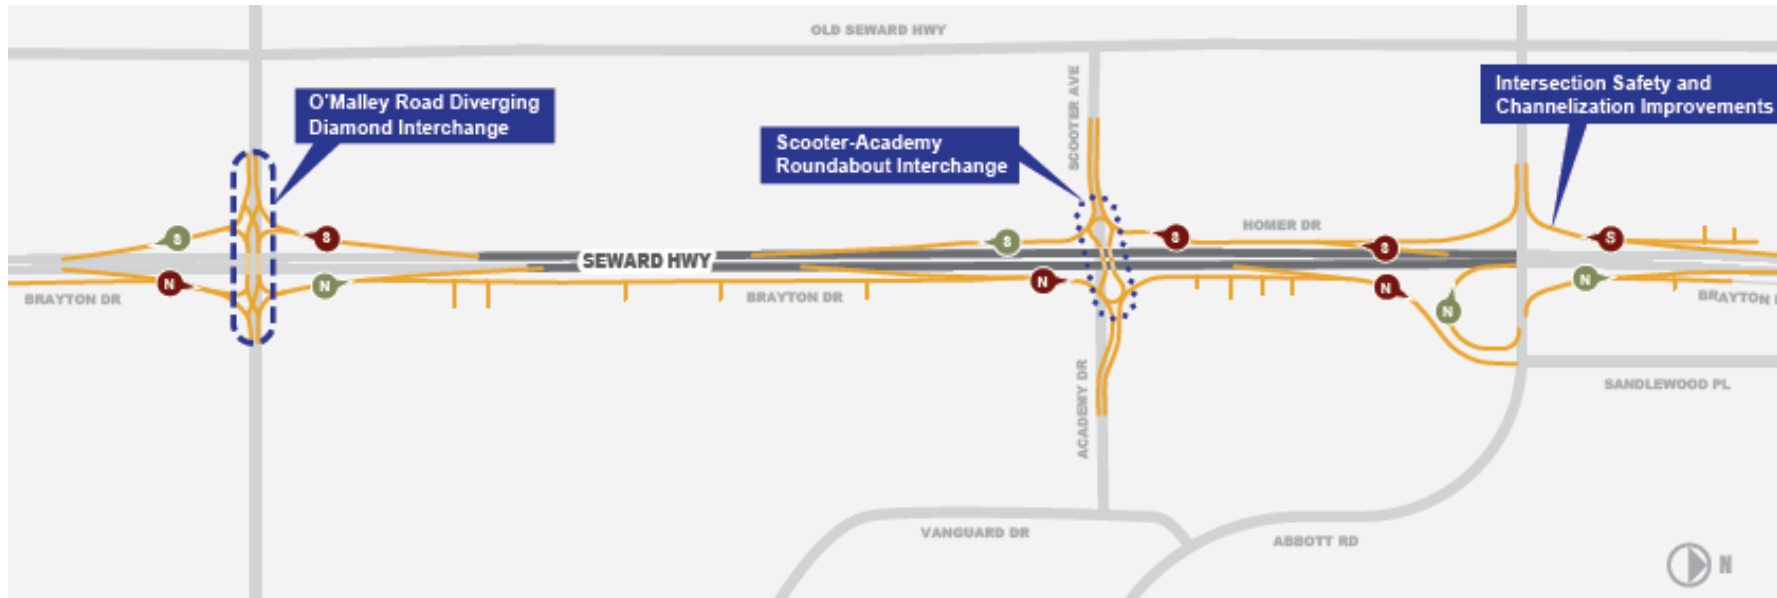 OLD SEWARD HWY
O'Malley Road Diverging
Diamond Interchange
Scooter-Academy
Roundabout Interchange
SCOOTER AVE
Intersection Safety and
Channelization Improvements
HOMER DR
S
S
S
S
S
S
SEWARD HWY
N
N
N
N
N
N
BRAYTON DR
BRAYTON DR
BRAYTON
ACADEMY DR
SANDLEWOOD PL
VANGUARD DR
ABBOTT RD
N